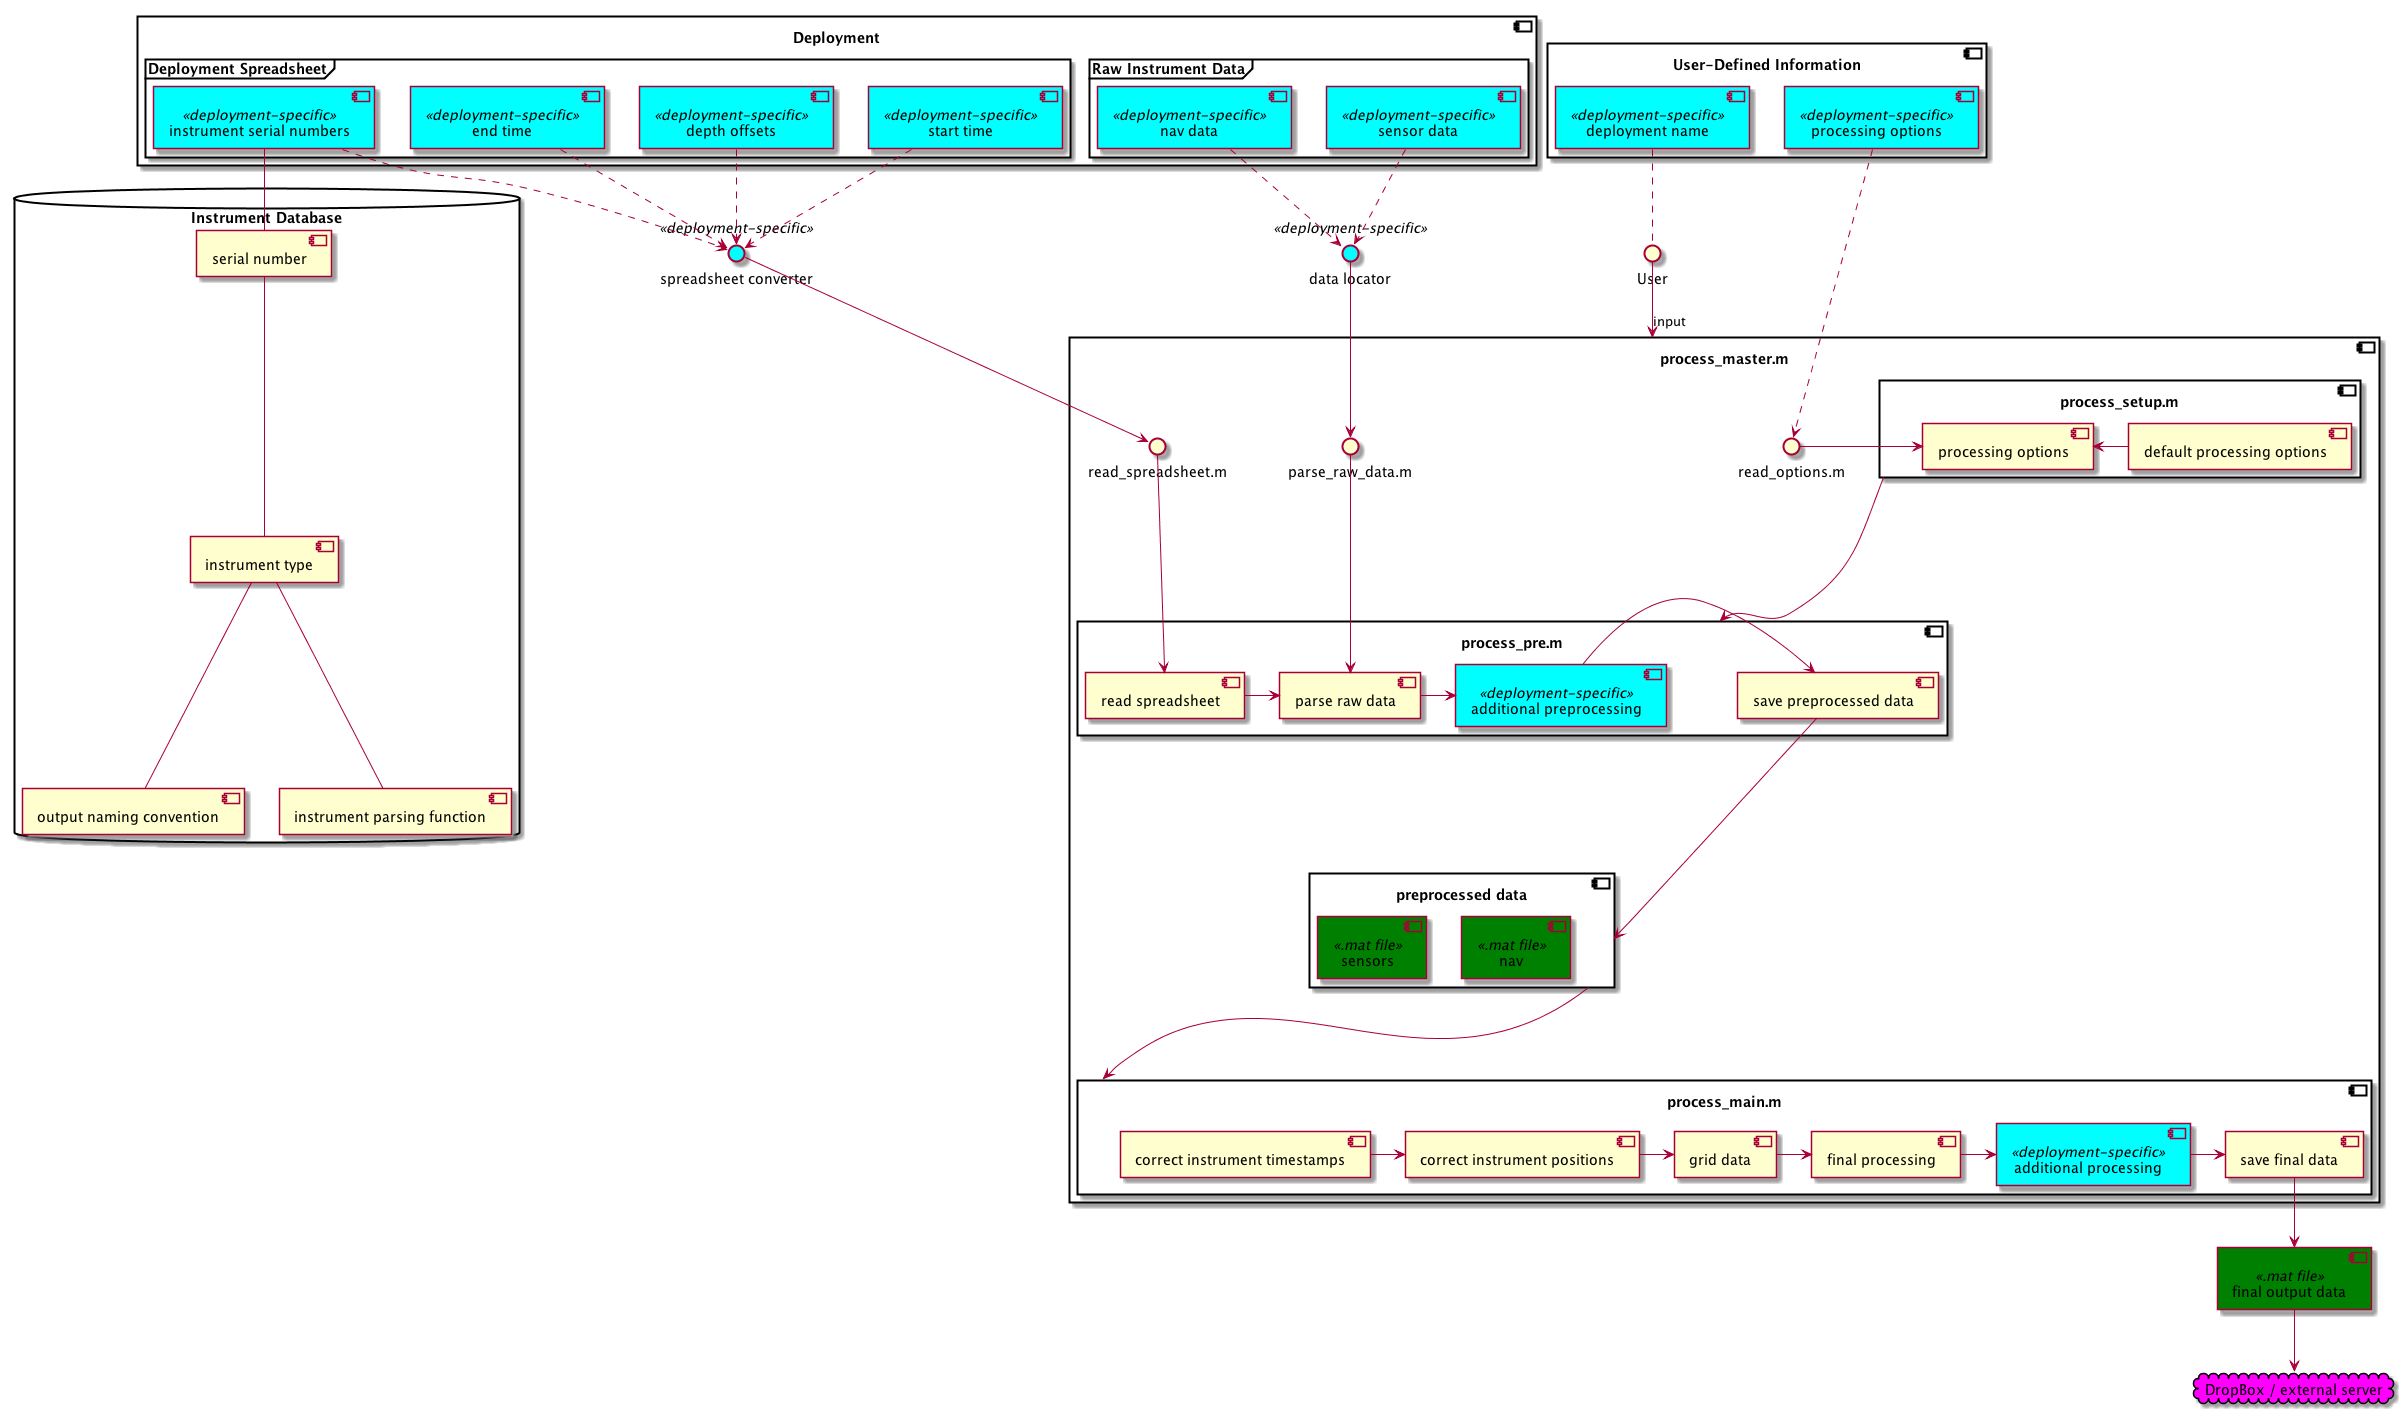 Deployment
Deployment Spreadsheet
«deployment-specific»
instrument serial numbers
«deployment-specific»
end time
«deployment-specific»
depth offsets
«deployment-specific»
start time
Raw Instrument Data
«deployment-specific»
nav data
«deployment-specific»
sensor data
User-Defined Information
«deployment-specific»
deployment name
«deployment-specific»
processing options
Instrument Database
serial number
instrument type
output naming convention
instrument parsing function
«deployment-specific»
spreadsheet converter
«deployment-specific»
data locator
User
input
process_master.m
read_spreadsheet.m
parse_raw_data.m
read_options.m
process_setup.m
processing options
default processing options
process_pre.m
read spreadsheet
parse raw data
«deployment-specific»
additional preprocessing
save preprocessed data
preprocessed data
«.mat file»
sensors
«.mat file»
nav
process_main.m
correct instrument timestamps
correct instrument positions
grid data
final processing
«deployment-specific»
additional processing
save final data
«.mat file»
final output data
DropBox / external server